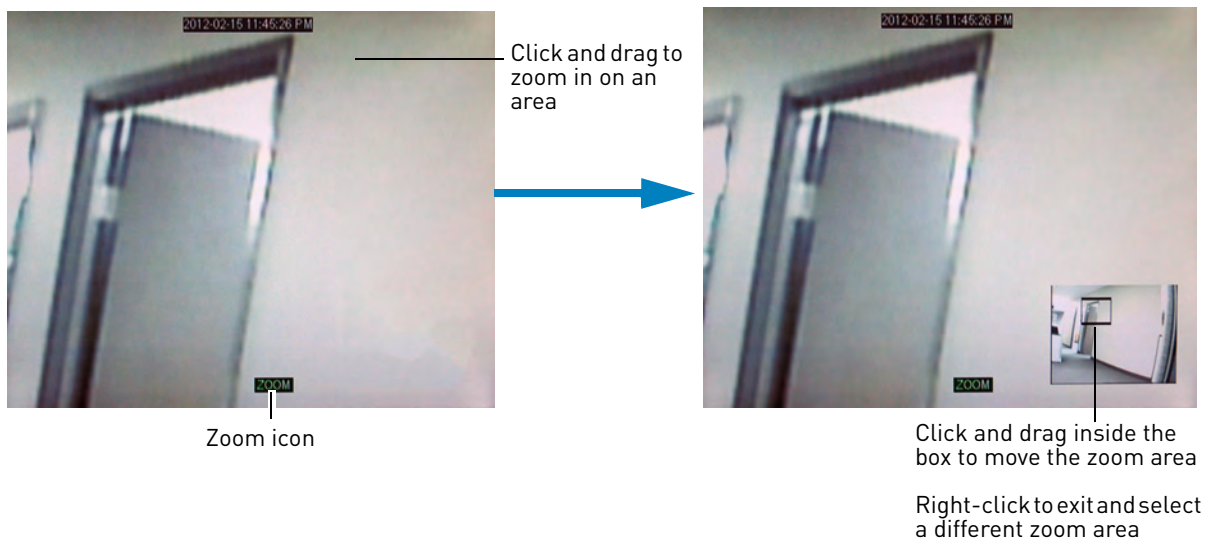 2012-02-15 11:45:26 PM
Click and drag to
zoom in on an
area
ZOOM
Zoom icon
2012-02-15 11:45:26 PM
ZOOM
Click and drag inside the
box to move the zoom area
Right-click to exit and select
a different zoom area